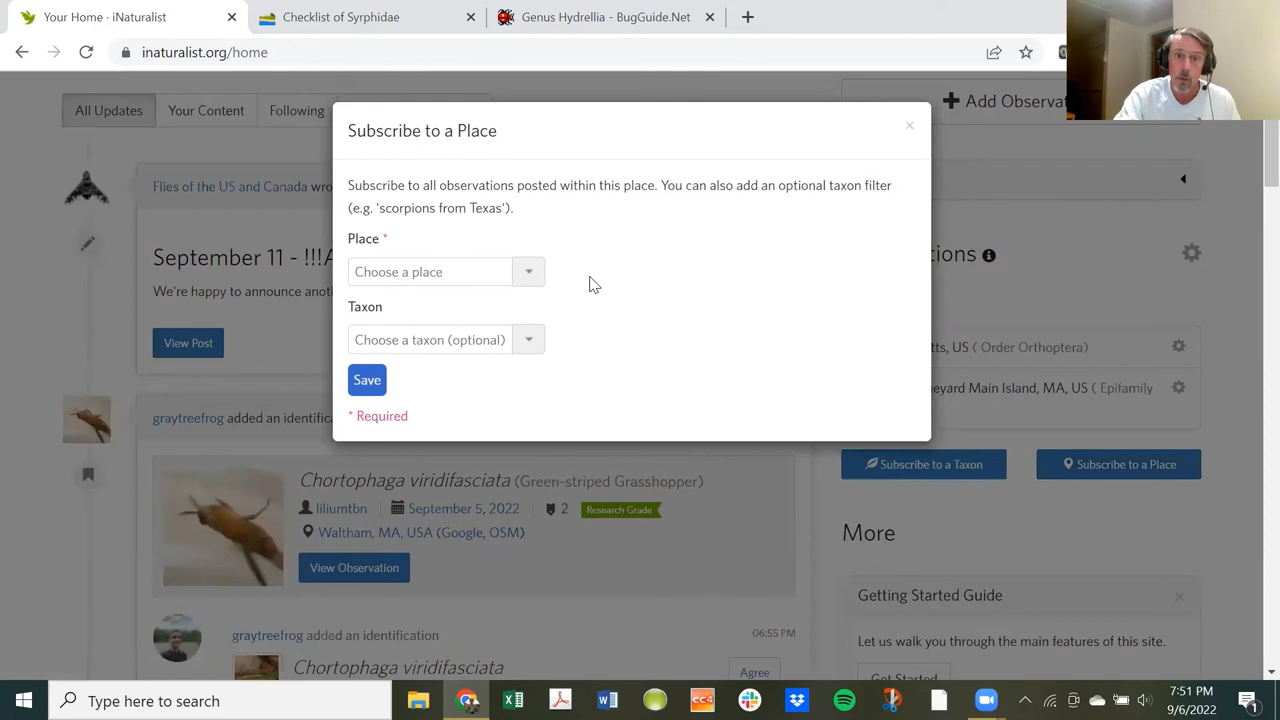 Your Home · iNaturalist
Checklist of Syrphidae
Genus Hydrellia - BugGuide.Net
inaturalist.org/home
All Updates
Your Content
Following
Add Observat
Subscribe to a Place
Subscribe to all observations posted within this place. You can also add an optional taxon filter
(e.g. 'scorpions from Texas').
Place *
Choose a place
Taxon
Choose a taxon (optional)
Save
* Required
Flies of the US and Canada wro
September 11 - !!!A
We're happy to announce anot
View Post
tions
tts, US ( Order Orthoptera)
eyard Main Island, MA, US ( Epifamily
Subscribe to a Taxon
Subscribe to a Place
graytreefrog added an identifica
Chortophaga viridifasciata (Green-striped Grasshopper)
liliumtbn
September 5, 2022
2
Research Grade
Waltham, MA, USA (Google, OSM)
View Observation
graytreefrog added an identification
06:55 PM
Chortophaga viridifasciata
Agree
More
Getting Started Guide
Let us walk you through the main features of this site.
Get Started
Type here to search
CC4
7:51 PM
9/6/2022
1